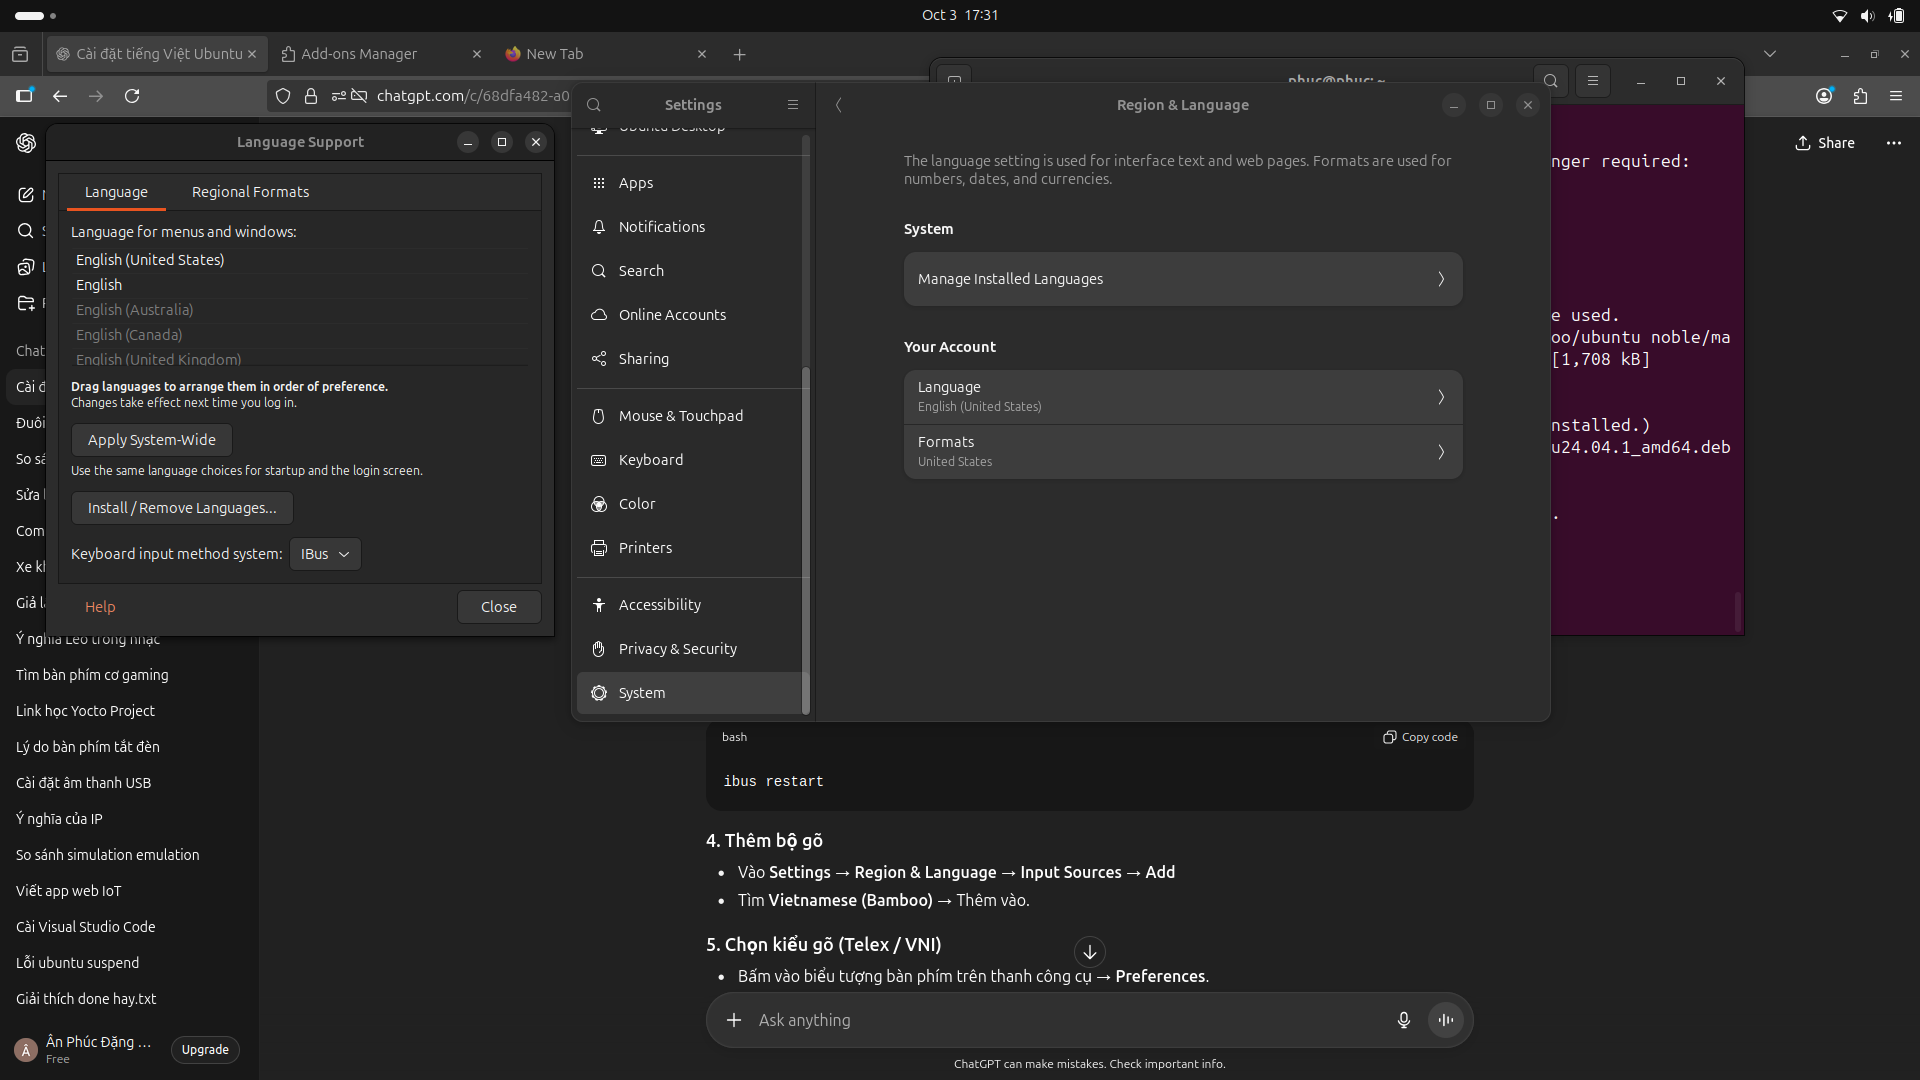 Oct 3 17:31
Cài đặt tiếng Việt Ubuntu
Add-ons Manager
New Tab
chatgpt.com/c/68dfa482-a0
phuc@phuc: ~
Share
Language Support
Language
Regional Formats
Language for menus and windows:
English (United States)
English
English (Australia)
English (Canada)
English (United Kingdom)
Drag languages to arrange them in order of preference.
Changes take effect next time you log in.
Apply System-Wide
Use the same language choices for startup and the login screen.
Install / Remove Languages...
Keyboard input method system:
IBus
Help
Close
Settings
Ubuntu Desktop
Apps
Notifications
Search
Online Accounts
Sharing
Mouse & Touchpad
Keyboard
Color
Printers
Accessibility
Privacy & Security
System
Region & Language
The language setting is used for interface text and web pages. Formats are used for
numbers, dates, and currencies.
System
Manage Installed Languages
Your Account
Language
English (United States)
Formats
United States
nger required:
e used.
oo/ubuntu noble/ma
[1,708 kB]
nstalled.)
u24.04.1_amd64.deb
.
Chat
Cài đ
Đuôi
So sá
Sửa l
Com
Xe kh
Giả lậ
Ý nghĩa Leo trong nhạc
Tìm bàn phím cơ gaming
Link học Yocto Project
Lý do bàn phím tắt đèn
Cài đặt âm thanh USB
Ý nghĩa của IP
So sánh simulation emulation
Viết app web IoT
Cài Visual Studio Code
Lỗi ubuntu suspend
Giải thích done hay.txt
Â
Ân Phúc Đặng ...
Free
Upgrade
bash
Copy code
ibus restart
4. Thêm bộ gõ
• Vào Settings → Region & Language → Input Sources → Add
• Tìm Vietnamese (Bamboo) → Thêm vào.
5. Chọn kiểu gõ (Telex / VNI)
• Bấm vào biểu tượng bàn phím trên thanh công cụ → Preferences.
Ask anything
ChatGPT can make mistakes. Check important info.